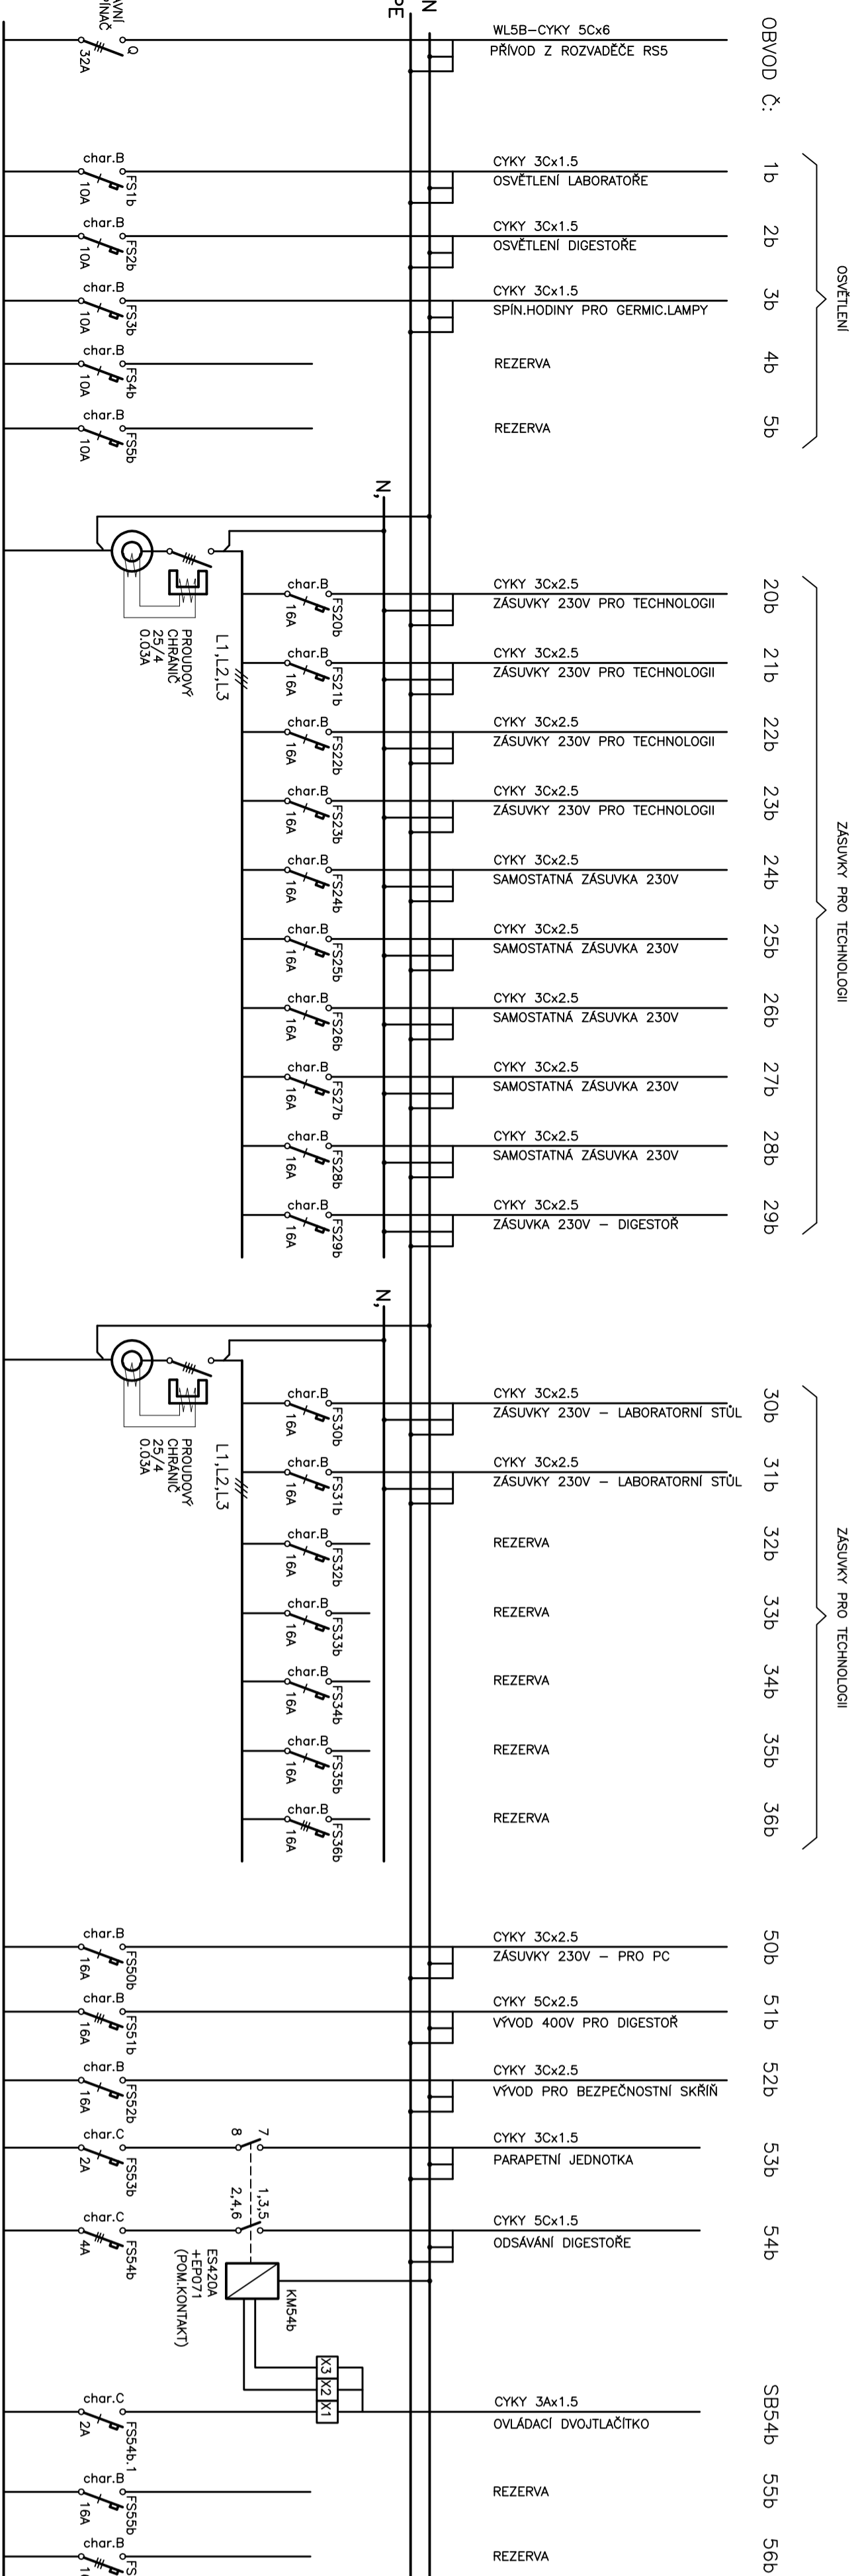 N
PE
OBVOD Č:
WL5B-CYKY 5Cx6
PŘÍVOD Z ROZVADĚČE RS5
Q
32A
OSVĚTLENÍ
1b
CYKY 3Cx1.5
OSVĚTLENÍ LABORATOŘE
char.B
FS1b
10A
2b
CYKY 3Cx1.5
OSVĚTLENÍ DIGESTOŘE
char.B
FS2b
10A
3b
CYKY 3Cx1.5
SPÍN.HODINY PRO GERMIC.LAMPY
char.B
FS3b
10A
4b
REZERVA
char.B
FS4b
10A
5b
REZERVA
char.B
FS5b
10A
ZÁSUVKY PRO TECHNOLOGII
N,
PROUDOVÝ
CHRÁNIČ
25/4
0.03A
L1,L2,L3
20b
CYKY 3Cx2.5
ZÁSUVKY 230V PRO TECHNOLOGII
char.B
FS20b
16A
21b
CYKY 3Cx2.5
ZÁSUVKY 230V PRO TECHNOLOGII
char.B
FS21b
16A
22b
CYKY 3Cx2.5
ZÁSUVKY 230V PRO TECHNOLOGII
char.B
FS22b
16A
23b
CYKY 3Cx2.5
ZÁSUVKY 230V PRO TECHNOLOGII
char.B
FS23b
16A
24b
CYKY 3Cx2.5
SAMOSTATNÁ ZÁSUVKA 230V
char.B
FS24b
16A
25b
CYKY 3Cx2.5
SAMOSTATNÁ ZÁSUVKA 230V
char.B
FS25b
16A
26b
CYKY 3Cx2.5
SAMOSTATNÁ ZÁSUVKA 230V
char.B
FS26b
16A
27b
CYKY 3Cx2.5
SAMOSTATNÁ ZÁSUVKA 230V
char.B
FS27b
16A
28b
CYKY 3Cx2.5
SAMOSTATNÁ ZÁSUVKA 230V
char.B
FS28b
16A
29b
CYKY 3Cx2.5
ZÁSUVKA 230V – DIGESTOŘ
char.B
FS29b
16A
ZÁSUVKY PRO TECHNOLOGII
N,
PROUDOVÝ
CHRÁNIČ
25/4
0.03A
L1,L2,L3
30b
CYKY 3Cx2.5
ZÁSUVKY 230V – LABORATORNÍ STŮL
char.B
FS30b
16A
31b
CYKY 3Cx2.5
ZÁSUVKY 230V – LABORATORNÍ STŮL
char.B
FS31b
16A
32b
REZERVA
char.B
FS32b
16A
33b
REZERVA
char.B
FS33b
16A
34b
REZERVA
char.B
FS34b
16A
35b
REZERVA
char.B
FS35b
16A
36b
REZERVA
char.B
FS36b
16A
50b
CYKY 3Cx2.5
ZÁSUVKY 230V – PRO PC
char.B
FS50b
16A
51b
CYKY 5Cx2.5
VÝVOD 400V PRO DIGESTOŘ
char.B
FS51b
16A
52b
CYKY 3Cx2.5
VÝVOD PRO BEZPEČNOSTNÍ SKŘÍŇ
char.B
FS52b
16A
53b
CYKY 3Cx1.5
PARAPETNÍ JEDNOTKA
7
8
char.C
FS53b
2A
54b
CYKY 5Cx1.5
ODSÁVÁNÍ DIGESTOŘE
1,3,5
2,4,6
char.C
FS54b
4A
KM54b
ES420A
+EP071
(POM.KONTAKT)
X3
X2
X1
SB54b
CYKY 3Ax1.5
OVLÁDACÍ DVOJTLAČÍTKO
char.C
FS54b.1
2A
55b
REZERVA
char.B
FS55b
16A
56b
REZERVA
char.B